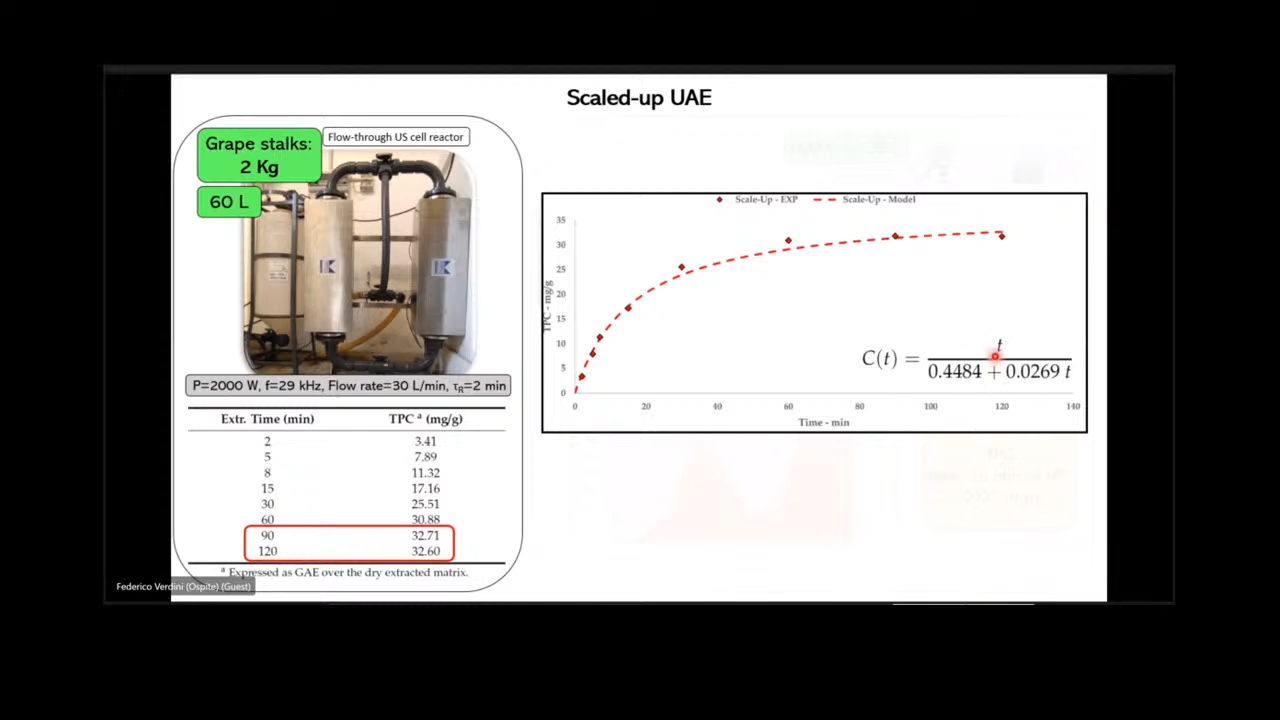 Scaled-up UAE
Grape stalks:
2 Kg
Flow-through US cell reactor
60 L
P=2000 W, f=29 kHz, Flow rate=30 L/min, τR=2 min
Extr. Time (min) TPC a (mg/g)
2 3.41
5 7.89
8 11.32
15 17.16
30 25.51
60 30.88
90 32.71
120 32.60
a Expressed as GAE over the dry extracted matrix.
Federico Verdini (Ospite) (Guest)
Scale-Up - EXP Scale-Up - Model
35
30
25
20
15
10
5
0
TPC - mg/g
C(t) = t / 0.4484 + 0.0269 t
0 20 40 60 80 100 120 140
Time - min